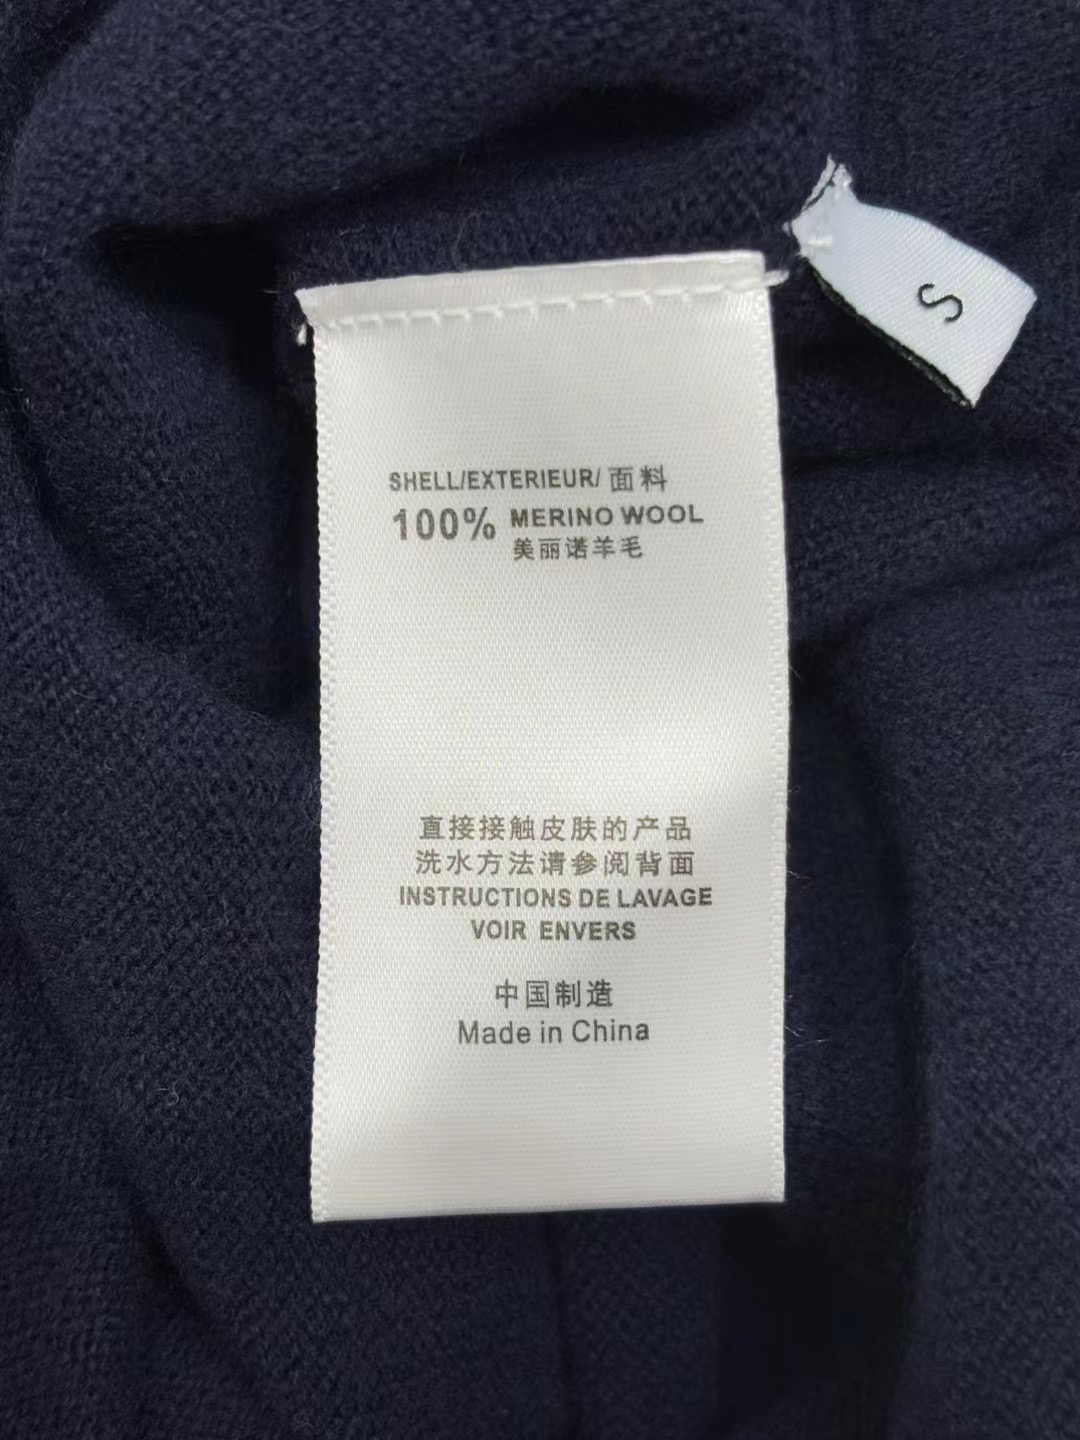 S
SHELL/EXTERIEUR/ 面料
100% MERINO WOOL
美丽诺羊毛
直接接触皮肤的产品
洗水方法请参阅背面
INSTRUCTIONS DE LAVAGE
VOIR ENVERS
中国制造
Made in China